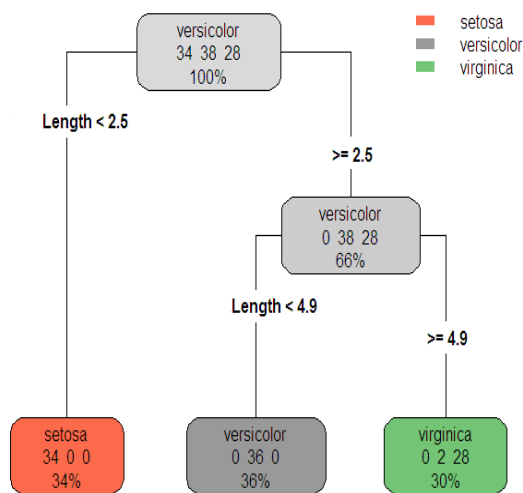 versicolor
34 38 28
100%
setosa
versicolor
virginica
Length < 2.5
>= 2.5
versicolor
0 38 28
66%
Length < 4.9
>= 4.9
setosa
34 0 0
34%
versicolor
0 36 0
36%
virginica
0 2 28
30%